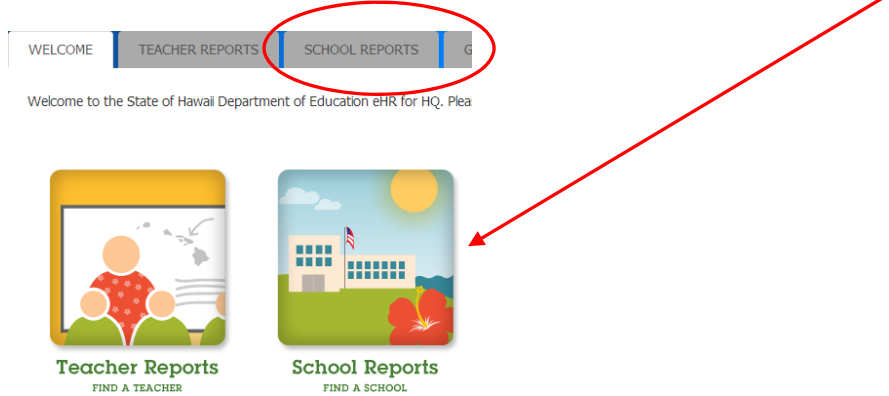 WELCOME TEACHER REPORTS SCHOOL REPORTS G
Welcome to the State of Hawaii Department of Education eHR for HQ. Plea
Teacher Reports School Reports
FIND A TEACHER FIND A SCHOOL